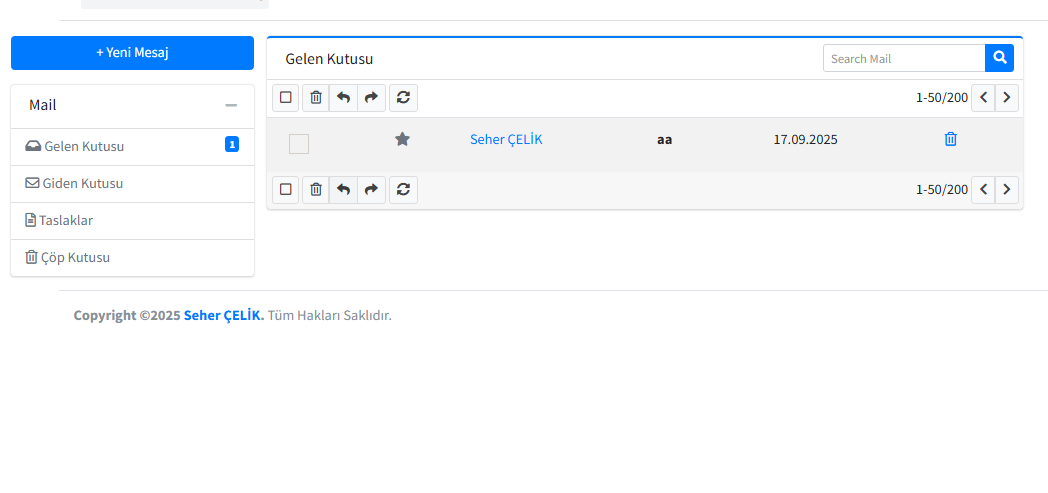 + Yeni Mesaj
Mail
Gelen Kutusu 1
Giden Kutusu
Taslaklar
Çöp Kutusu
Gelen Kutusu
Search Mail
1-50/200
Seher ÇELİK aa 17.09.2025
1-50/200
Copyright ©2025 Seher ÇELİK. Tüm Hakları Saklıdır.